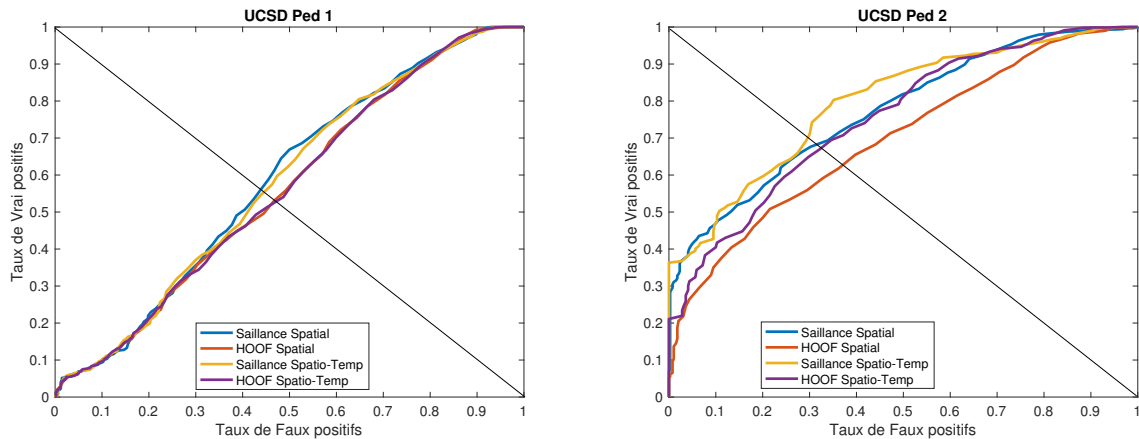 UCSD Ped 1
1
0.9
0.8
0.7
0.6
0.5
0.4
0.3
0.2
0.1
0
Taux de Vrai positifs
Saillance Spatial
HOOF Spatial
Saillance Spatio-Temp
HOOF Spatio-Temp
0 0.1 0.2 0.3 0.4 0.5 0.6 0.7 0.8 0.9 1
Taux de Faux positifs
UCSD Ped 2
1
0.9
0.8
0.7
0.6
0.5
0.4
0.3
0.2
0.1
0
Taux de Vrai positifs
Saillance Spatial
HOOF Spatial
Saillance Spatio-Temp
HOOF Spatio-Temp
0 0.1 0.2 0.3 0.4 0.5 0.6 0.7 0.8 0.9 1
Taux de Faux positifs